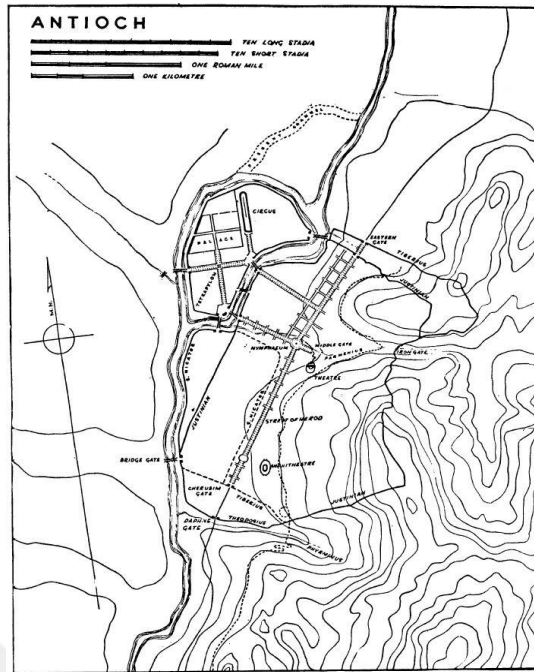 ANTIOCH
TEN LONG STADIA
TEN SHORT STADIA
ONE ROMAN MILE
ONE KILOMETRE
CIRCUS
PALACE
EASTERN GATE
TIBERIUS
JUSTINIAN
TETRAPYLON
M.N.
NYMPHAEUM
MIDDLE GATE
PARMENIUS
IRON GATE
THEATRE
JUSTINIAN
STREET OF HEROD
BRIDGE GATE
AMPHITHEATRE
CHERUBIM GATE
TIBERIUS
JUSTINIAN
DAPHNE GATE
THEODOSIUS
PHYRMINUS